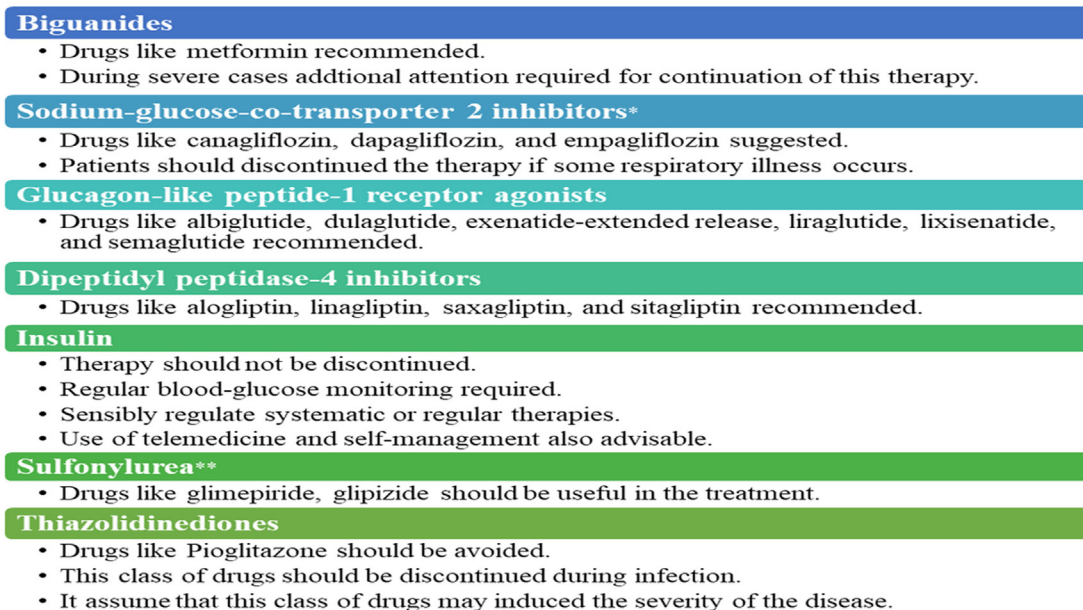 Biguanides
• Drugs like metformin recommended.
• During severe cases addtional attention required for continuation of this therapy.
Sodium-glucose-co-transporter 2 inhibitors*
• Drugs like canagliflozin, dapagliflozin, and empagliflozin suggested.
• Patients should discontinued the therapy if some respiratory illness occurs.
Glucagon-like peptide-1 receptor agonists
• Drugs like albiglutide, dulaglutide, exenatide-extended release, liraglutide, lixisenatide,
and semaglutide recommended.
Dipeptidyl peptidase-4 inhibitors
• Drugs like alogliptin, linagliptin, saxagliptin, and sitagliptin recommended.
Insulin
• Therapy should not be discontinued.
• Regular blood-glucose monitoring required.
• Sensibly regulate systematic or regular therapies.
• Use of telemedicine and self-management also advisable.
Sulfonylurea**
• Drugs like glimepiride, glipizide should be useful in the treatment.
Thiazolidinediones
• Drugs like Pioglitazone should be avoided.
• This class of drugs should be discontinued during infection.
• It assume that this class of drugs may induced the severity of the disease.